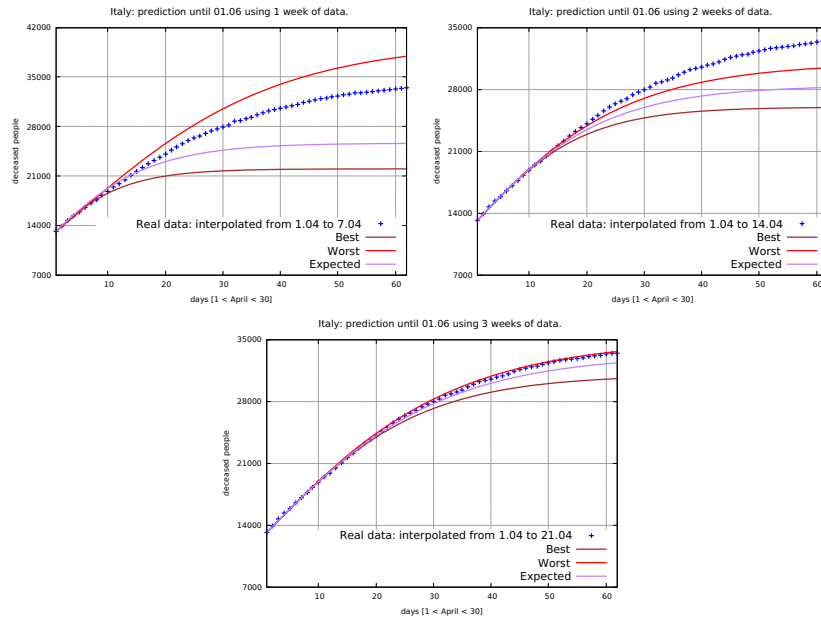 Italy: prediction until 01.06 using 1 week of data.
42000
35000
28000
21000
14000
7000
deceased people
Real data: interpolated from 1.04 to 7.04
Best
Worst
Expected
10 20 30 40 50 60
days [1 < April < 30]
Italy: prediction until 01.06 using 2 weeks of data.
35000
28000
21000
14000
7000
deceased people
Real data: interpolated from 1.04 to 14.04
Best
Worst
Expected
10 20 30 40 50 60
days [1 < April < 30]
Italy: prediction until 01.06 using 3 weeks of data.
35000
28000
21000
14000
7000
deceased people
Real data: interpolated from 1.04 to 21.04
Best
Worst
Expected
10 20 30 40 50 60
days [1 < April < 30]